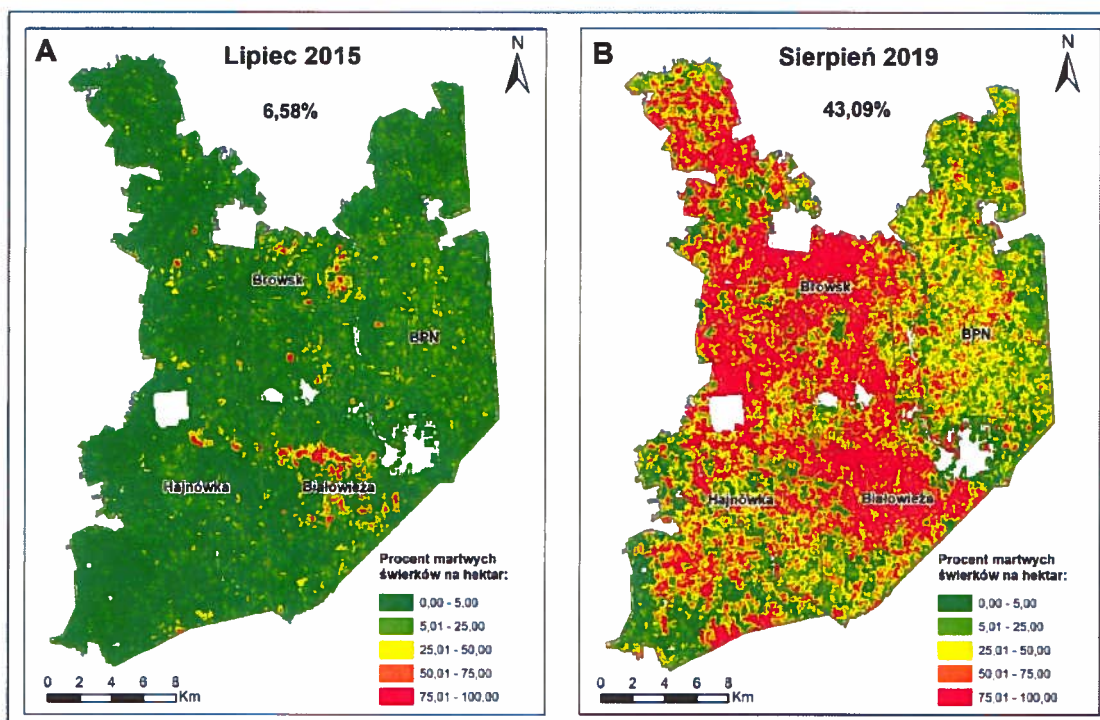 A
Lipiec 2015
N
6,58%
Browsk
BPN
Hajnówka
Białowieża
Procent martwych
świerków na hektar:
0,00 - 5,00
5,01 - 25,00
25,01 - 50,00
50,01 - 75,00
75,01 - 100,00
0 2 4 6 8
Km
B
Sierpień 2019
N
43,09%
Browsk
BPN
Hajnówka
Białowieża
Procent martwych
świerków na hektar:
0,00 - 5,00
5,01 - 25,00
25,01 - 50,00
50,01 - 75,00
75,01 - 100,00
0 2 4 6 8
Km